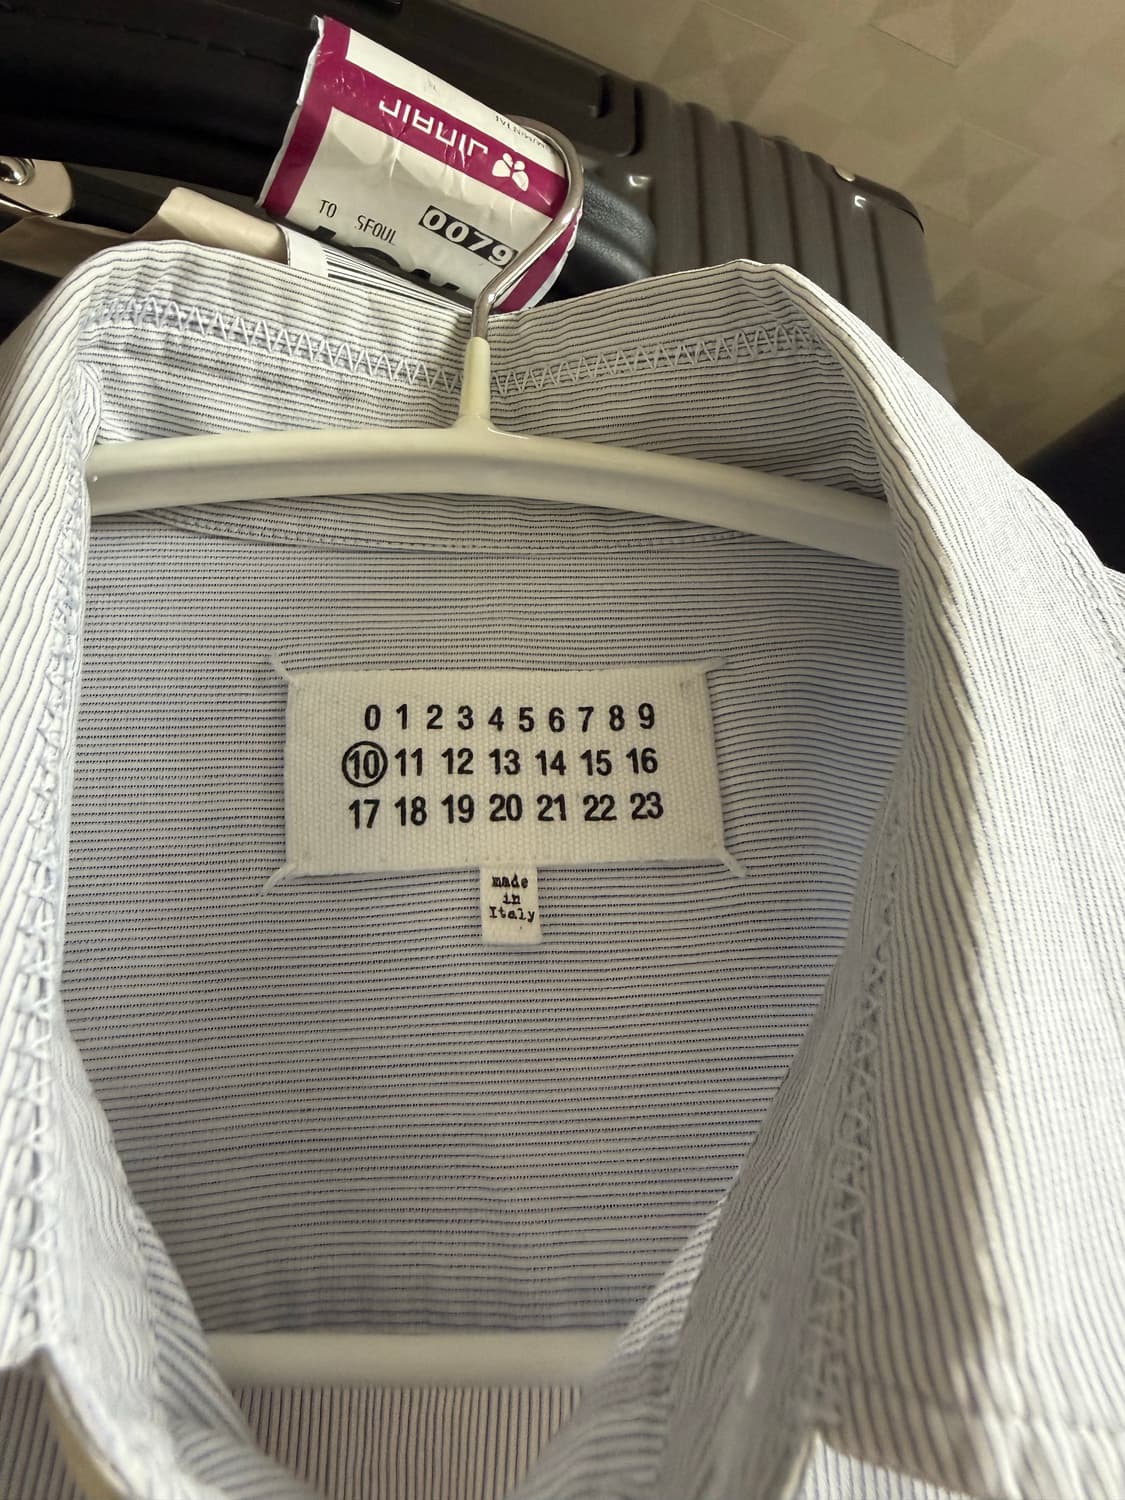 JINAIR
TO SEOUL
0079
0 1 2 3 4 5 6 7 8 9
10 11 12 13 14 15 16
17 18 19 20 21 22 23
made
in
Italy